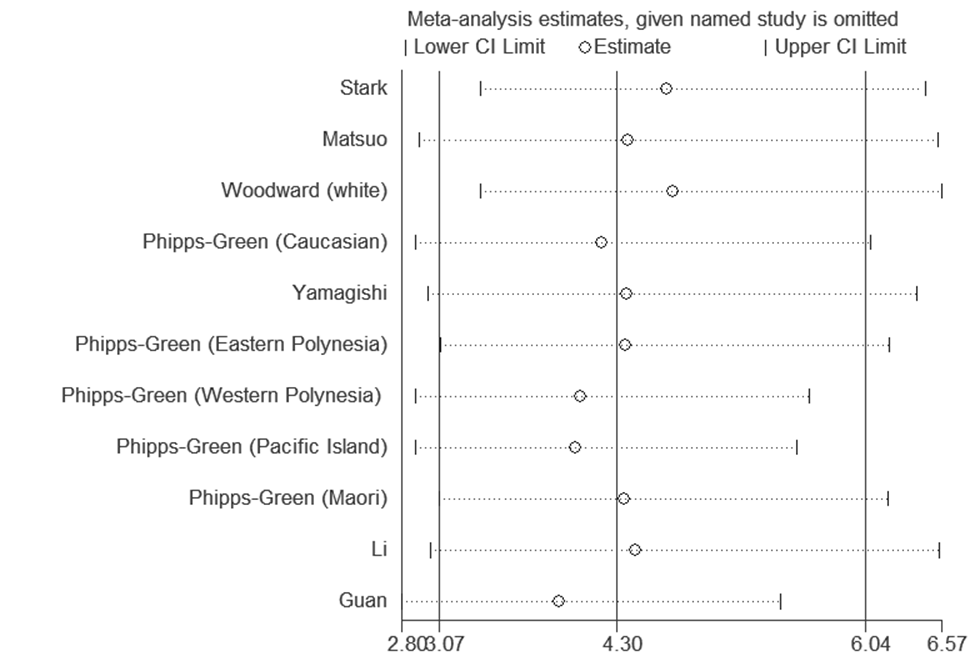 Meta-analysis estimates, given named study is omitted
| Lower CI Limit ○Estimate | Upper CI Limit
Stark
Matsuo
Woodward (white)
Phipps-Green (Caucasian)
Yamagishi
Phipps-Green (Eastern Polynesia)
Phipps-Green (Western Polynesia)
Phipps-Green (Pacific Island)
Phipps-Green (Maori)
Li
Guan
2.80 3.07 4.30 6.04 6.57